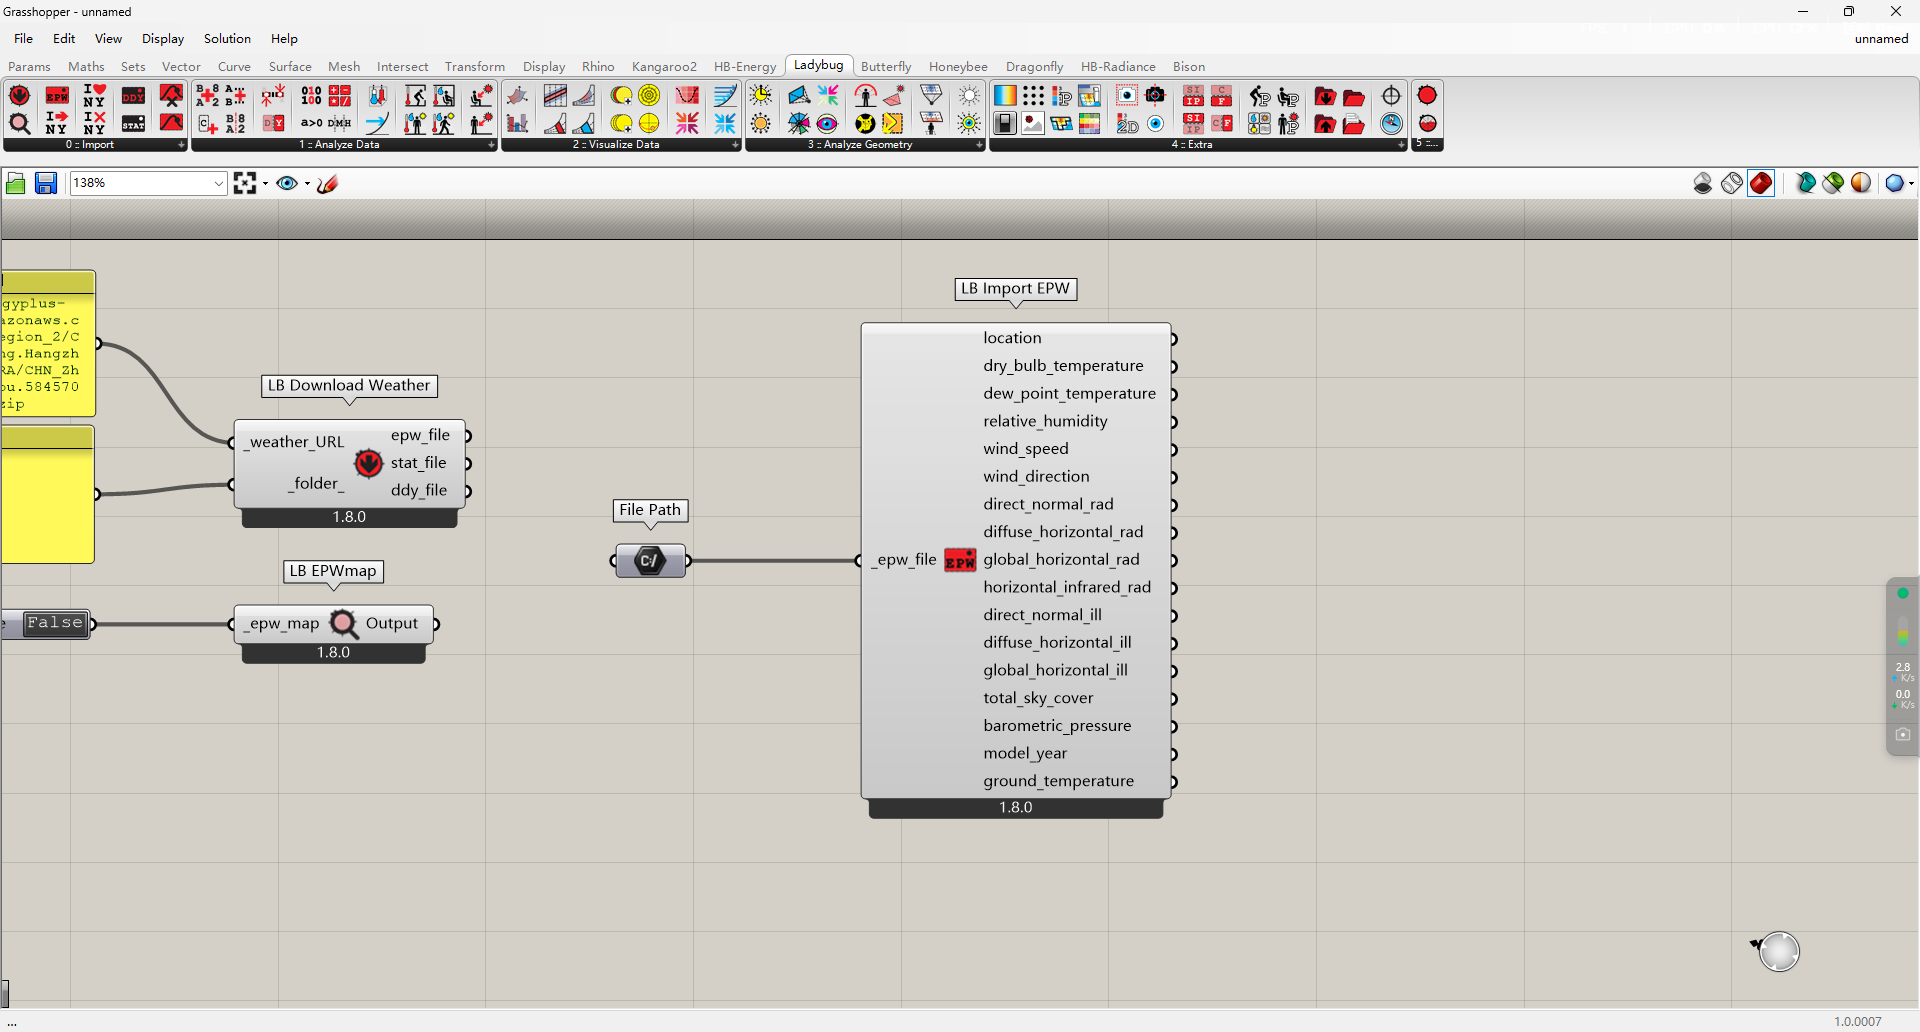 Grasshopper - unnamed
File Edit View Display Solution Help
unnamed
Params Maths Sets Vector Curve Surface Mesh Intersect Transform Display Rhino Kangaroo2 HB-Energy Ladybug Butterfly Honeybee Dragonfly HB-Radiance Bison
0 :: Import
1 :: Analyze Data
2 :: Visualize Data
3 :: Analyze Geometry
4 :: Extra
5 ::...
138%
gyplus-
azonaws.c
egion_2/C
ng.Hangzh
RA/CHN_Zh
ou.584570
zip
LB Download Weather
_weather_URL
_folder_
epw_file
stat_file
ddy_file
1.8.0
LB EPWmap
False
_epw_map
Output
1.8.0
File Path
C:/
LB Import EPW
_epw_file
EPW
location
dry_bulb_temperature
dew_point_temperature
relative_humidity
wind_speed
wind_direction
direct_normal_rad
diffuse_horizontal_rad
global_horizontal_rad
horizontal_infrared_rad
direct_normal_ill
diffuse_horizontal_ill
global_horizontal_ill
total_sky_cover
barometric_pressure
model_year
ground_temperature
1.8.0
2.8
K/s
0.0
K/s
...
1.0.0007